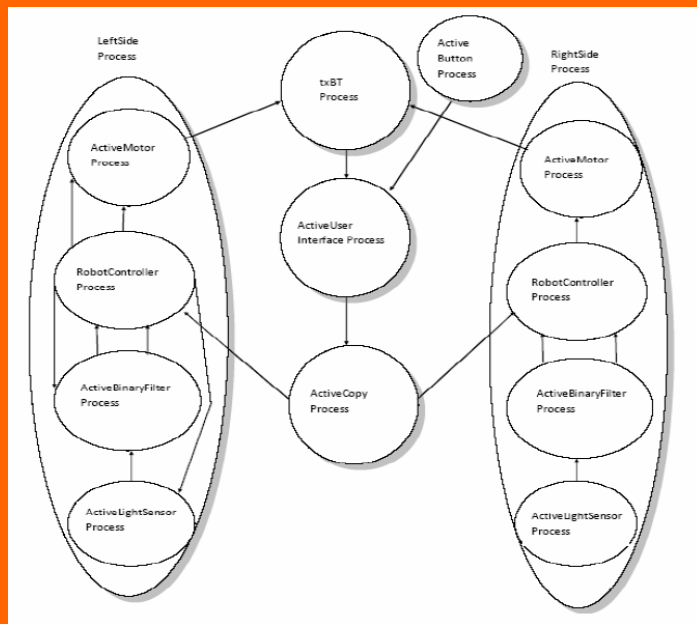 LeftSide
Process
txBT
Process
Active
Button
Process
RightSide
Process
ActiveMotor
Process
ActiveMotor
Process
ActiveUser
Interface Process
RobotController
Process
RobotController
Process
ActiveBinaryFilter
Process
ActiveCopy
Process
ActiveBinaryFilter
Process
ActiveLightSensor
Process
ActiveLightSensor
Process